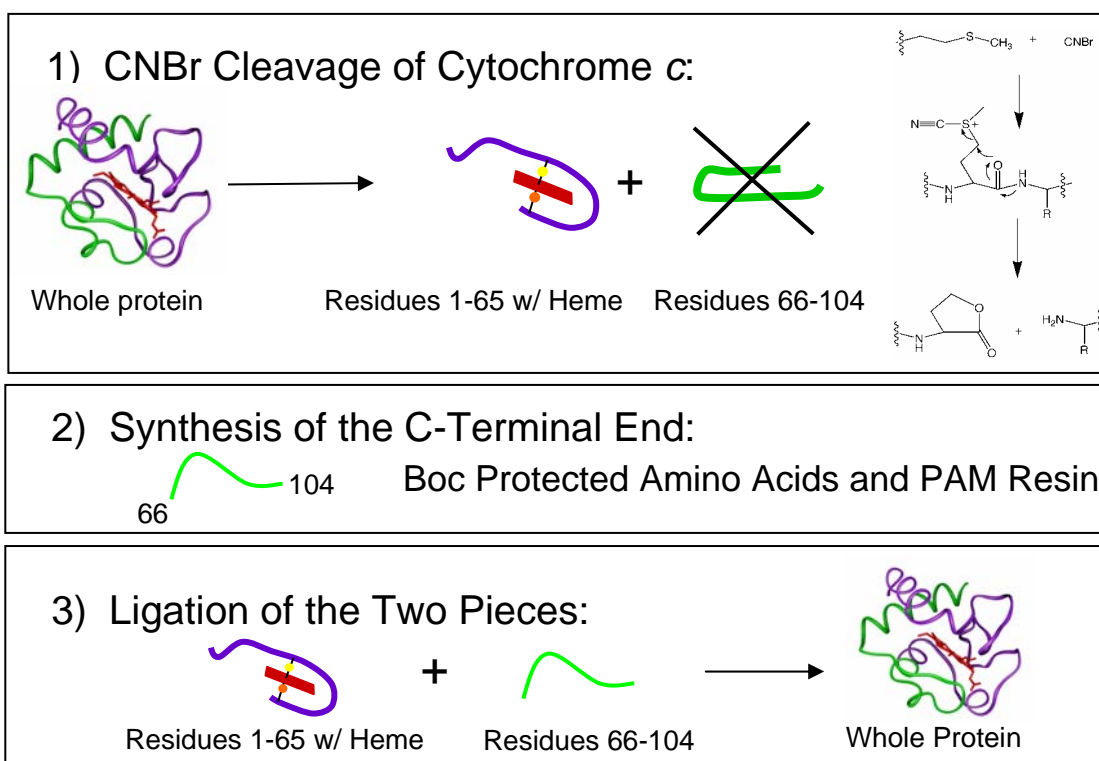 1) CNBr Cleavage of Cytochrome c:
S
CH₃
+
CNBr
N≡C-S+
O
H
N
N
H
R
Whole protein
+
Residues 1-65 w/ Heme
Residues 66-104
O
N
H
O
+
H₂N
R
2) Synthesis of the C-Terminal End:
66
104
Boc Protected Amino Acids and PAM Resin
3) Ligation of the Two Pieces:
+
Residues 1-65 w/ Heme
Residues 66-104
Whole Protein